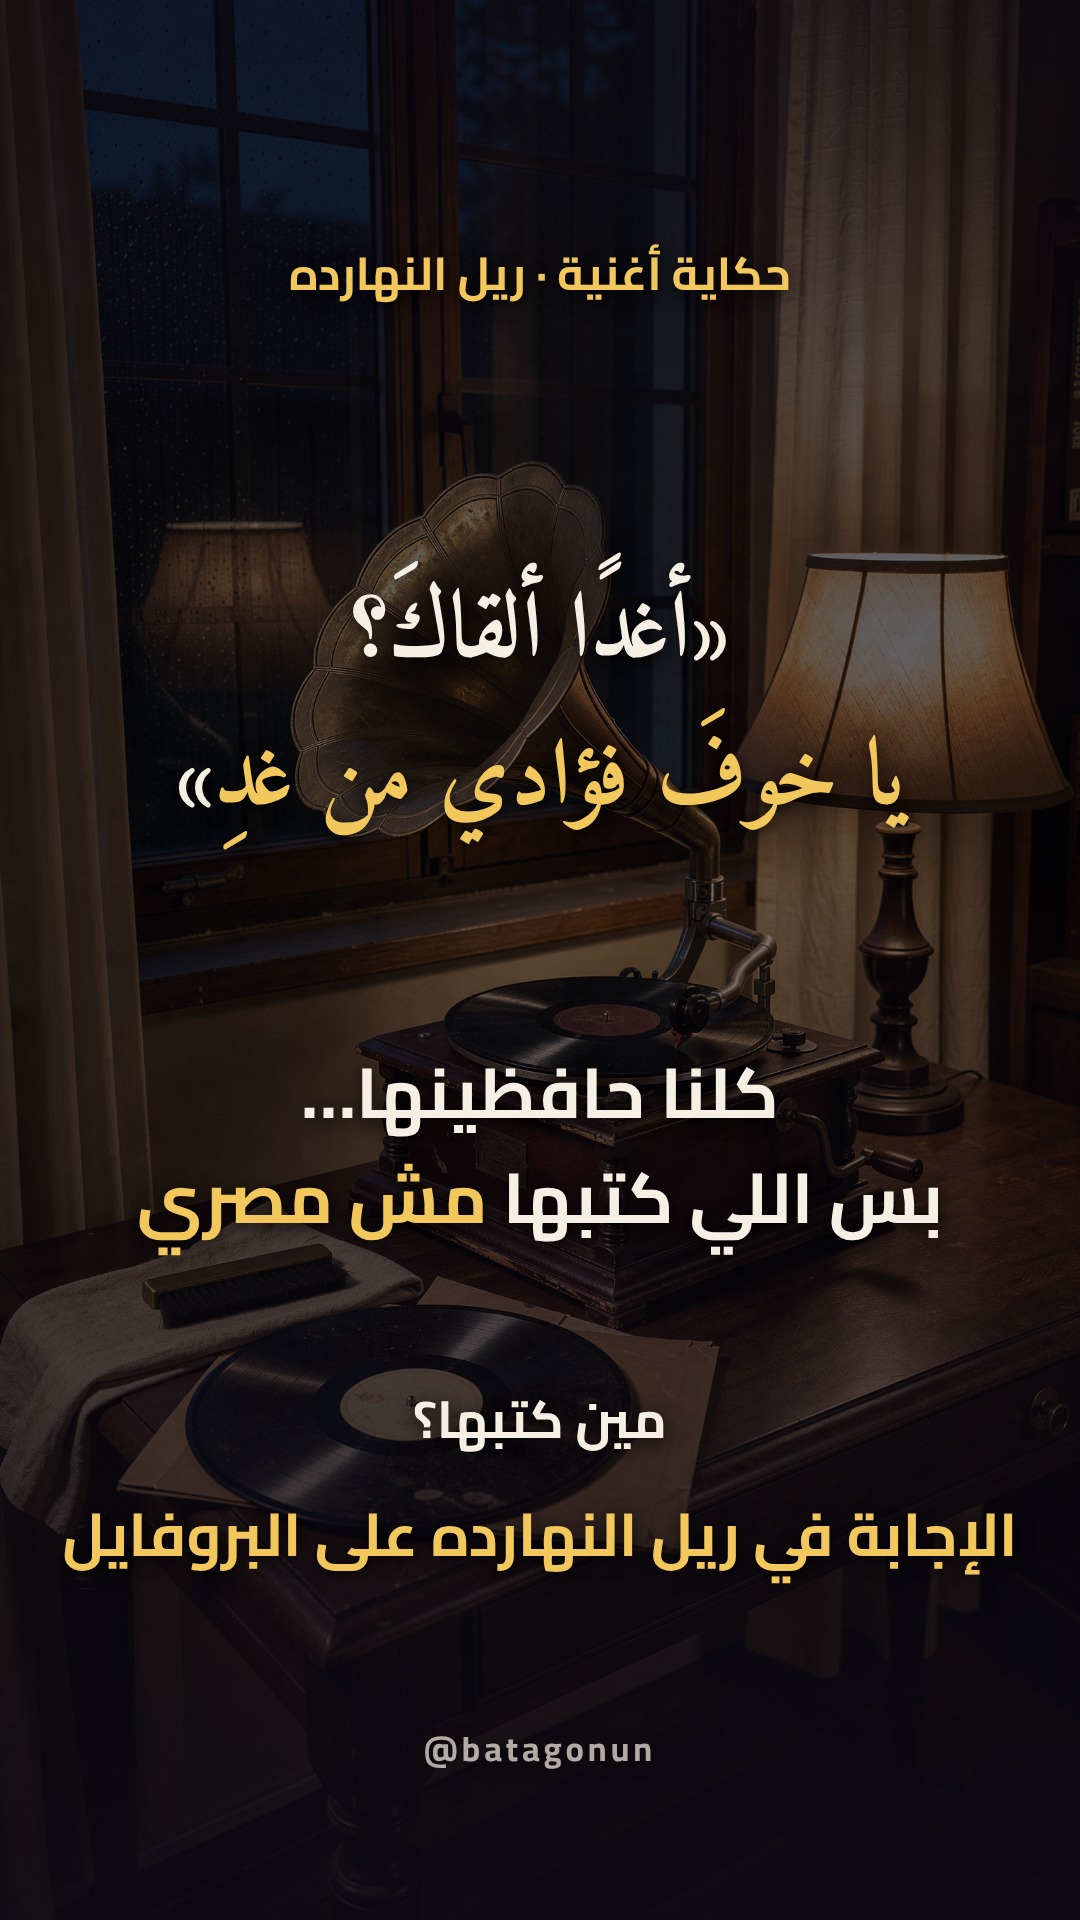 حكاية أغنية · ريل النهارده
«أغدًا ألقاكَ؟
يا خوفَ فؤادي من غدِ»
كلنا حافظينها...
بس اللي كتبها مش مصري
مين كتبها؟
الإجابة في ريل النهارده على البروفايل
@batagonun